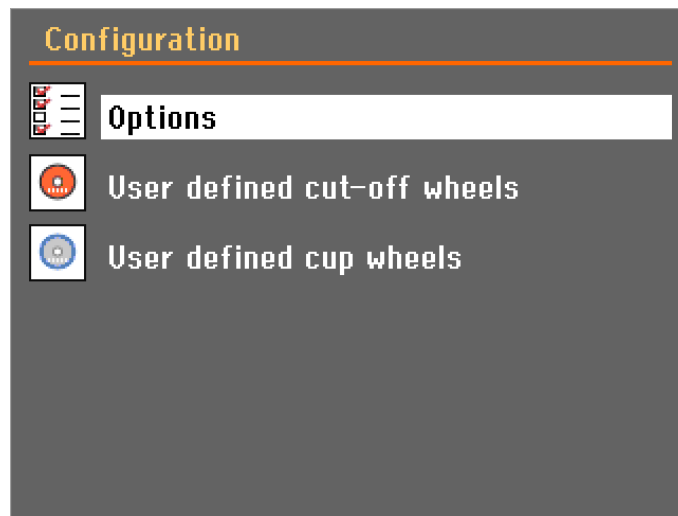 Configuration
Options
User defined cut-off wheels
User defined cup wheels